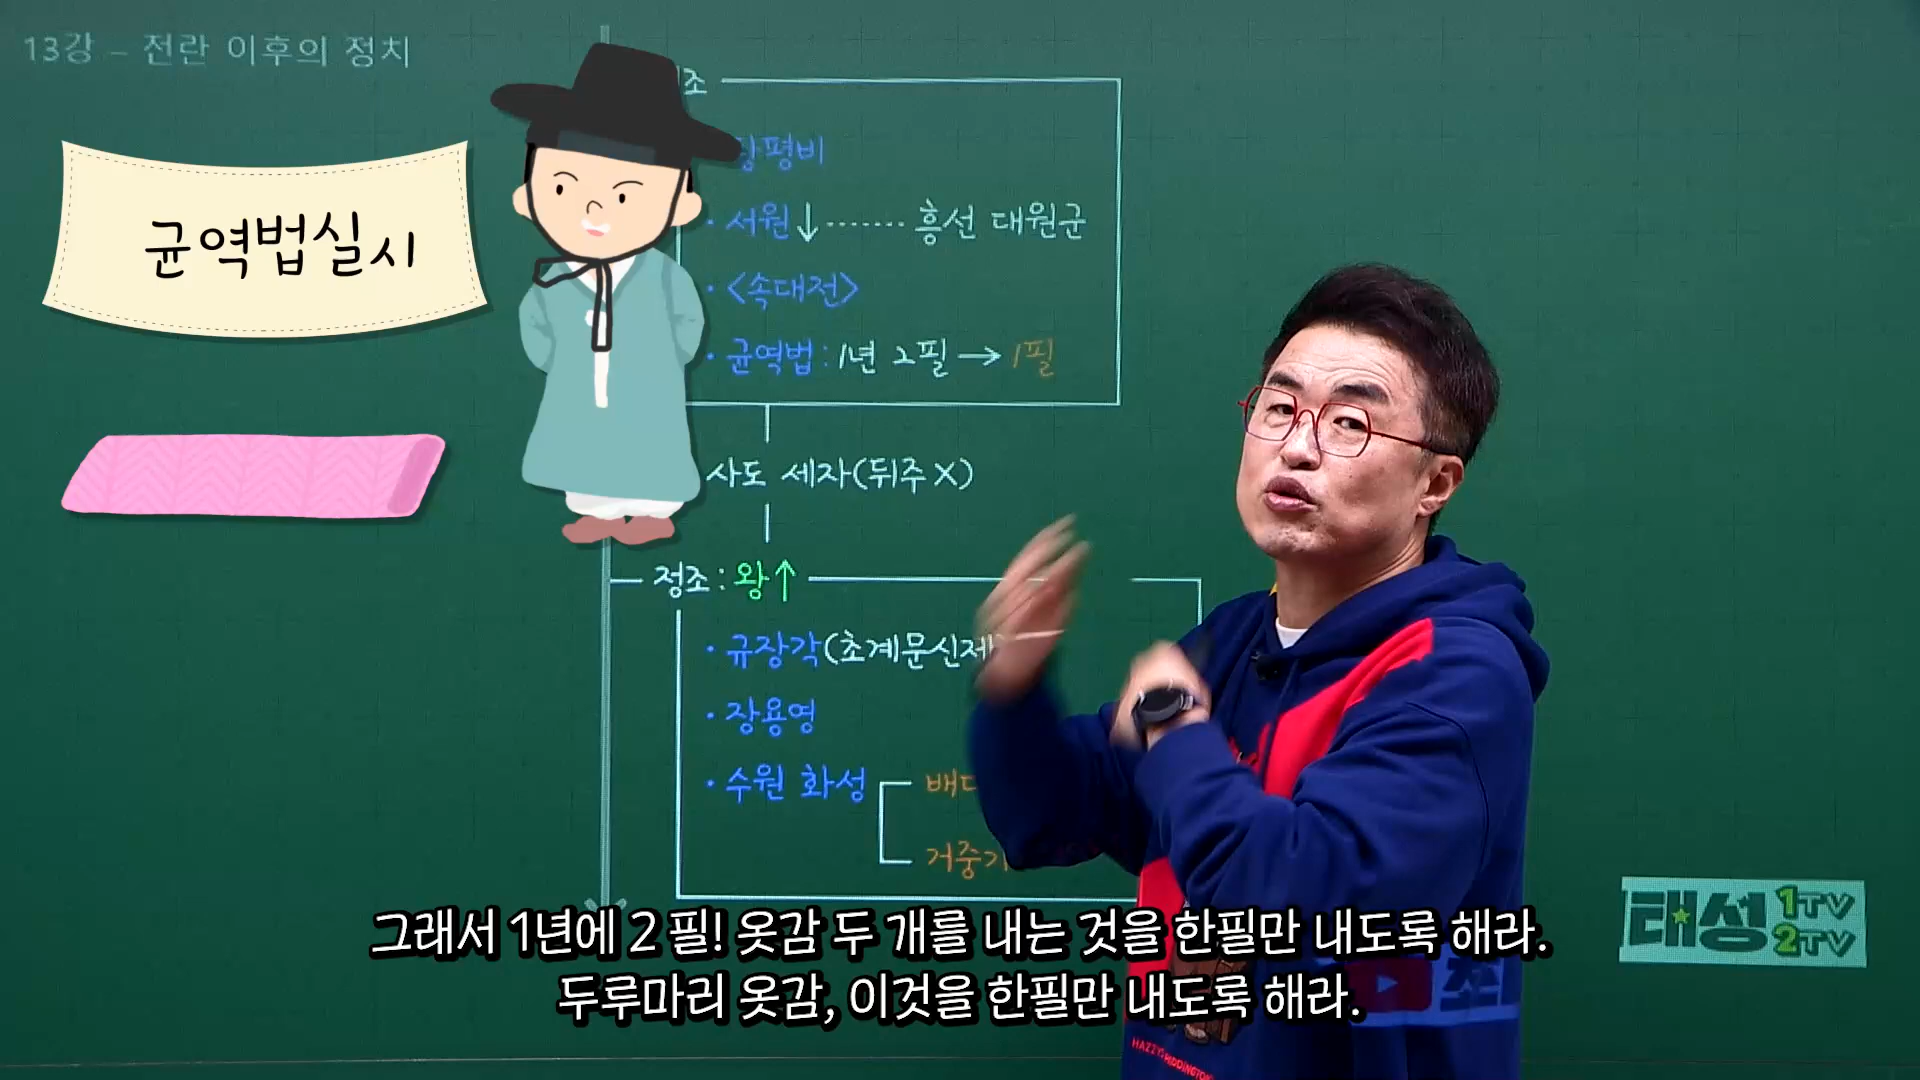 13강 – 전란 이후의 정치
균역법실시
조
탕평비
· 서원↓ ······· 흥선 대원군
· <속대전>
· 균역법 : 1년 2필 → 1필
사도 세자(뒤주 X)
정조 : 왕↑
· 규장각(초계문신제
· 장용영
· 수원 화성
거중기
그래서 1년에 2 필! 옷감 두 개를 내는 것을 한필만 내도록 해라.
두루마리 옷감, 이것을 한필만 내도록 해라.
태성 1TV 2TV